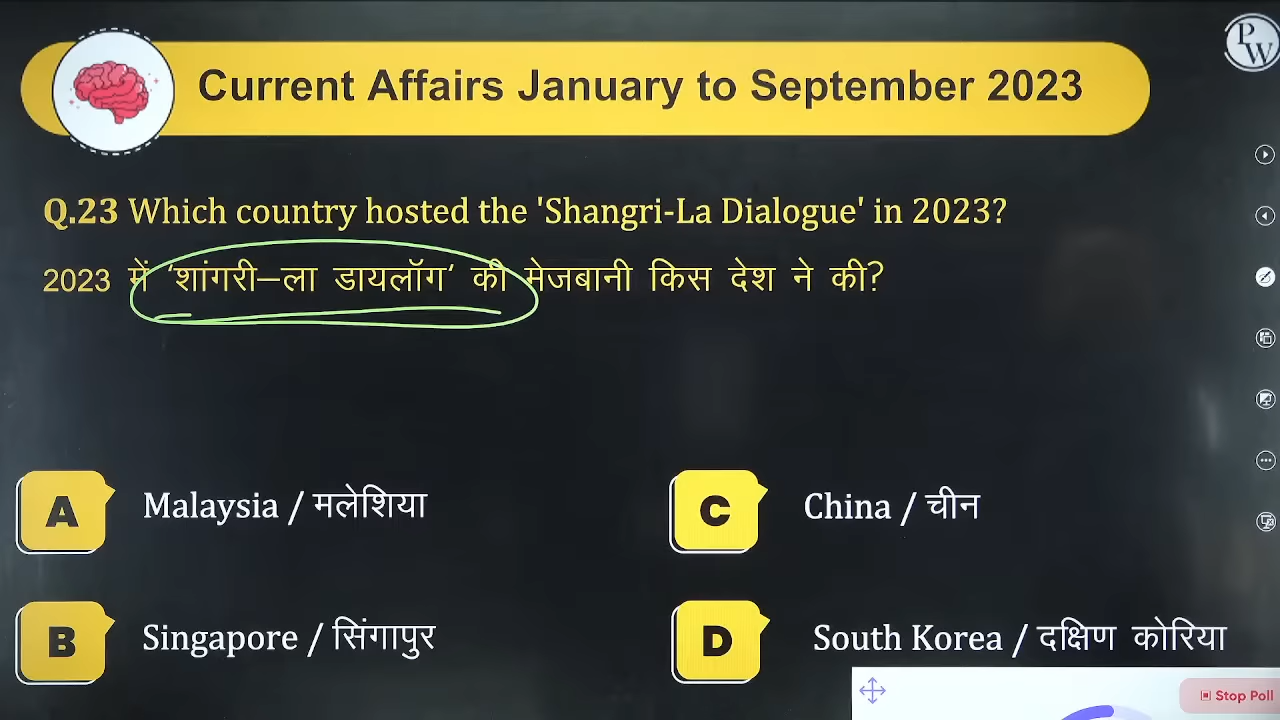 PW
Current Affairs January to September 2023
Q.23 Which country hosted the 'Shangri-La Dialogue' in 2023?
2023 में ‘शांगरी–ला डायलॉग‘ की मेजबानी किस देश ने की?
A Malaysia / मलेशिया
C China / चीन
B Singapore / सिंगापुर
D South Korea / दक्षिण कोरिया
Stop Poll